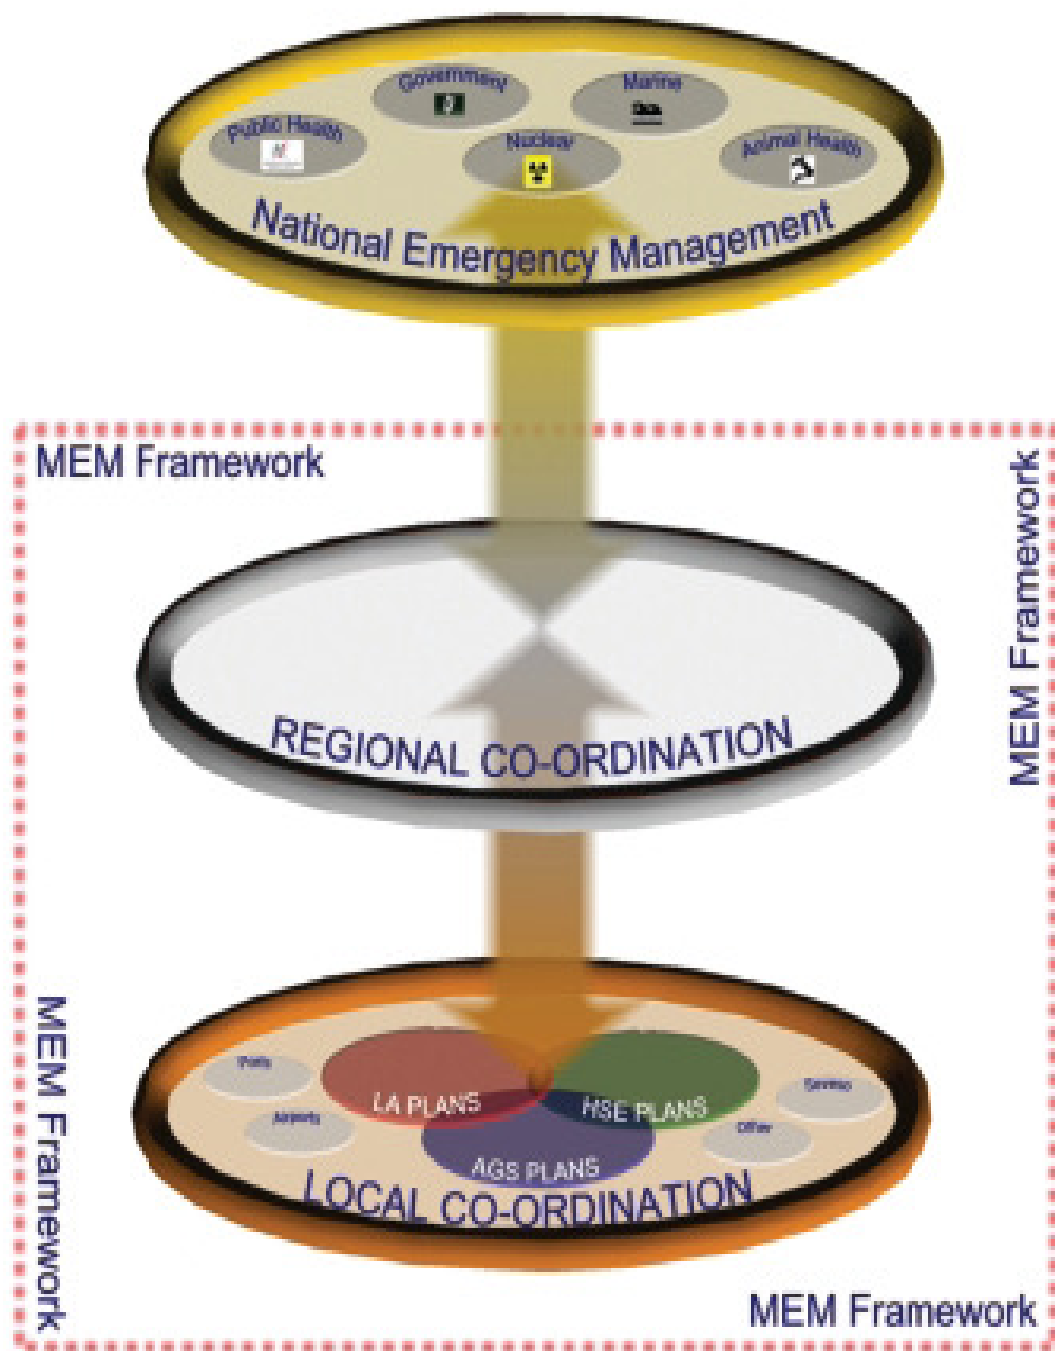 Government
Marine
Public Health
Nuclear
Animal Health
National Emergency Management
MEM Framework
MEM Framework
REGIONAL CO-ORDINATION
MEM Framework
Ports
Airports
LA PLANS
HSE PLANS
AGS PLANS
Other
LOCAL CO-ORDINATION
MEM Framework